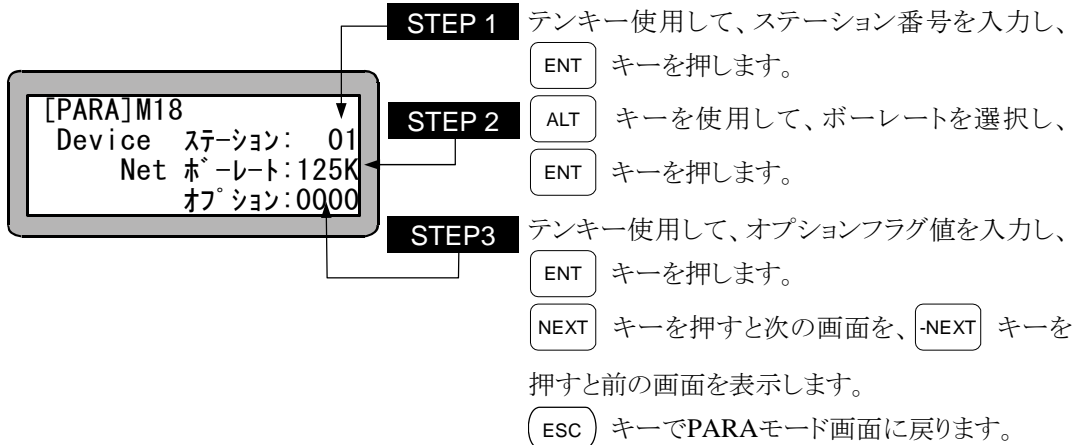 STEP 1 テンキー使用して、ステーション番号を入力し、
ENT キーを押します。
[PARA]M18
Device ｽﾃｰｼｮﾝ: 01
Net ﾎﾞｰﾚｰﾄ:125K
ｵﾌﾟｼｮﾝ:0000
STEP 2 ALT キーを使用して、ボーレートを選択し、
ENT キーを押します。
STEP3 テンキー使用して、オプションフラグ値を入力し、
ENT キーを押します。
NEXT キーを押すと次の画面を、-NEXT キーを
押すと前の画面を表示します。
ESC キーでPARAモード画面に戻ります。